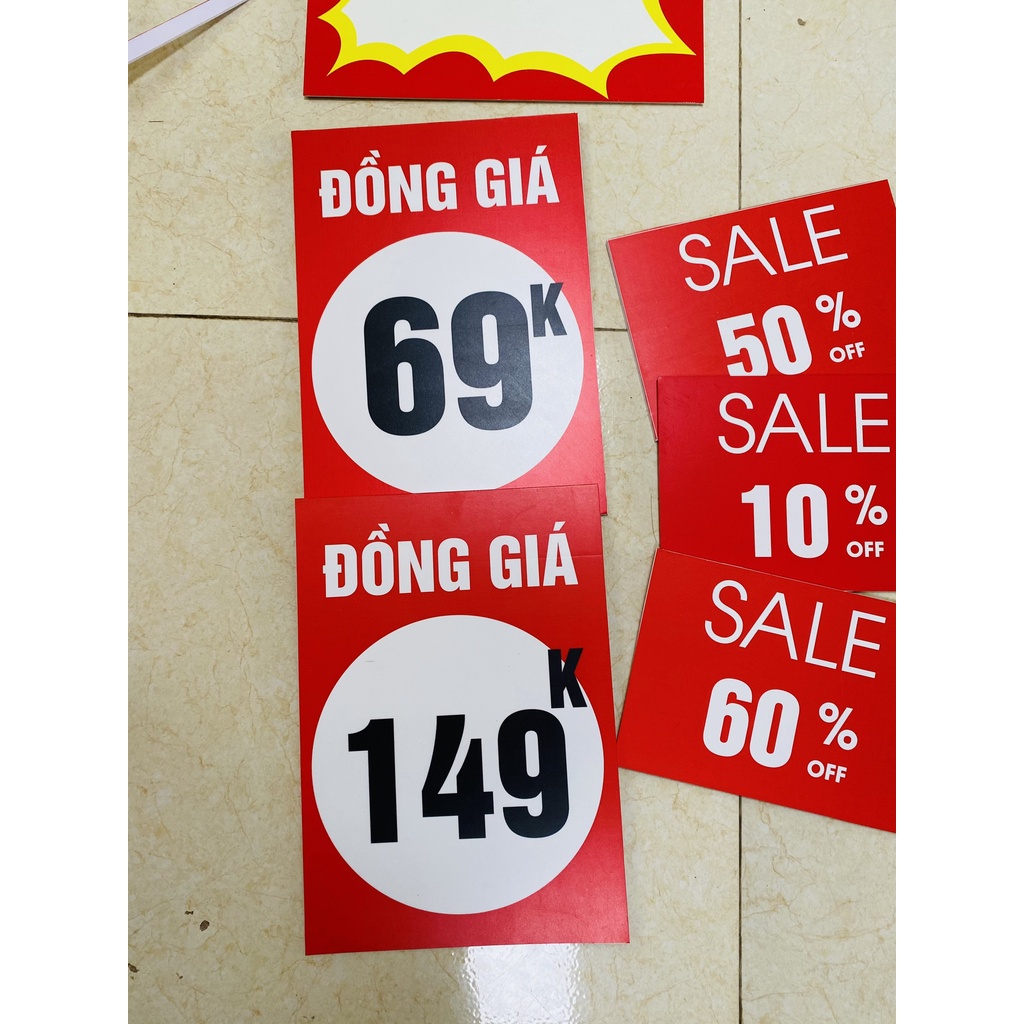 ĐỒNG GIÁ
69K
ĐỒNG GIÁ
149K
SALE
50%
OFF
SALE
10%
OFF
SALE
60%
OFF